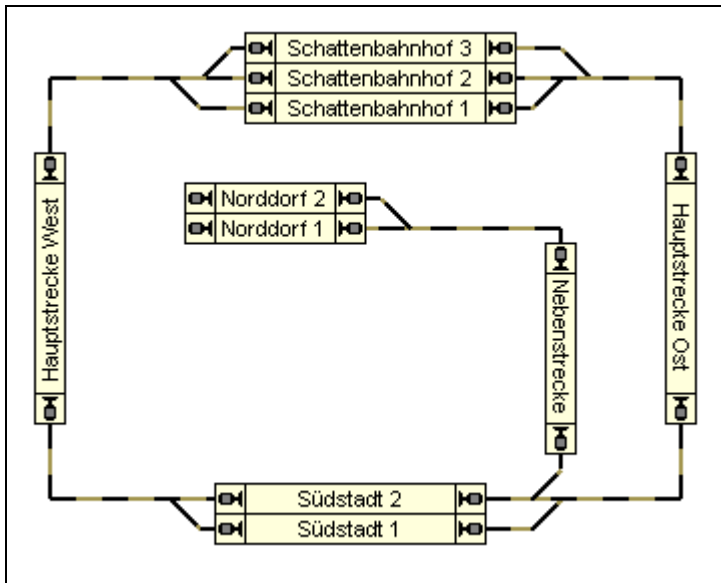 Schattenbahnhof 3
Schattenbahnhof 2
Schattenbahnhof 1
Hauptstrecke West
Norddorf 2
Norddorf 1
Nebenstrecke
Hauptstrecke Ost
Südstadt 2
Südstadt 1